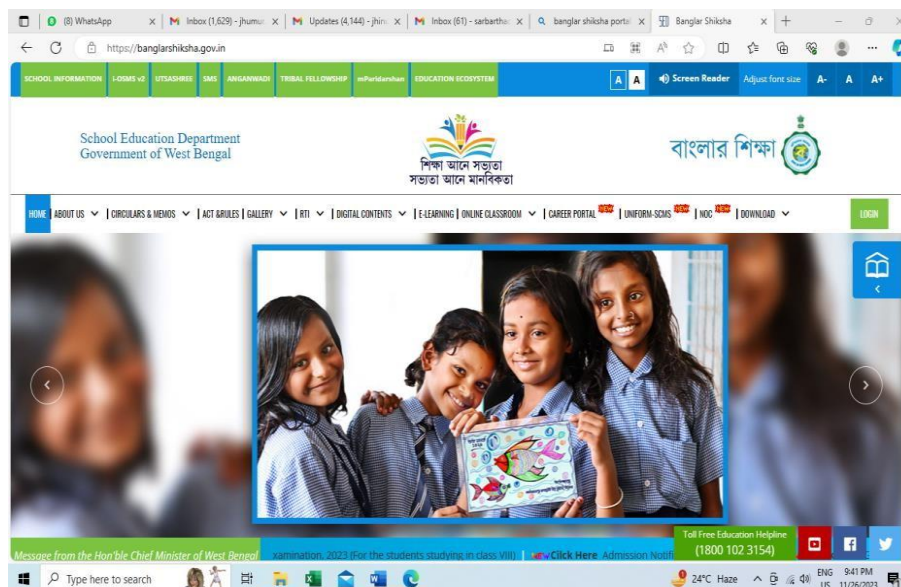 (8) WhatsApp
Inbox (1,629) - jhumur
Updates (4,144) - jhin
Inbox (61) - sarbartha
banglar shiksha portal
Banglar Shiksha
https://banglarshiksha.gov.in
SCHOOL INFORMATION I-OSMS v2 UTSASHREE SMS ANGANWADI TRIBAL FELLOWSHIP mParidarshan EDUCATION ECOSYSTEM
A A Screen Reader Adjust font size A- A A+
School Education Department
Government of West Bengal
শিক্ষা আনে সভ্যতা
সভ্যতা আনে মানবিকতা
বাংলার শিক্ষা
HOME ABOUT US CIRCULARS & MEMOS ACT &RULES GALLERY RTI DIGITAL CONTENTS E-LEARNING ONLINE CLASSROOM CAREER PORTAL NEW UNIFORM-SCMS NEW NOC NEW DOWNLOAD LOGIN
Toll Free Education Helpline
(1800 102 3154)
Message from the Hon'ble Chief Minister of West Bengal xamination, 2023 (For the students studying in class VIII) | NEW Click Here Admission Notifi
Type here to search
24°C Haze
ENG
US
9:41 PM
11/26/2023